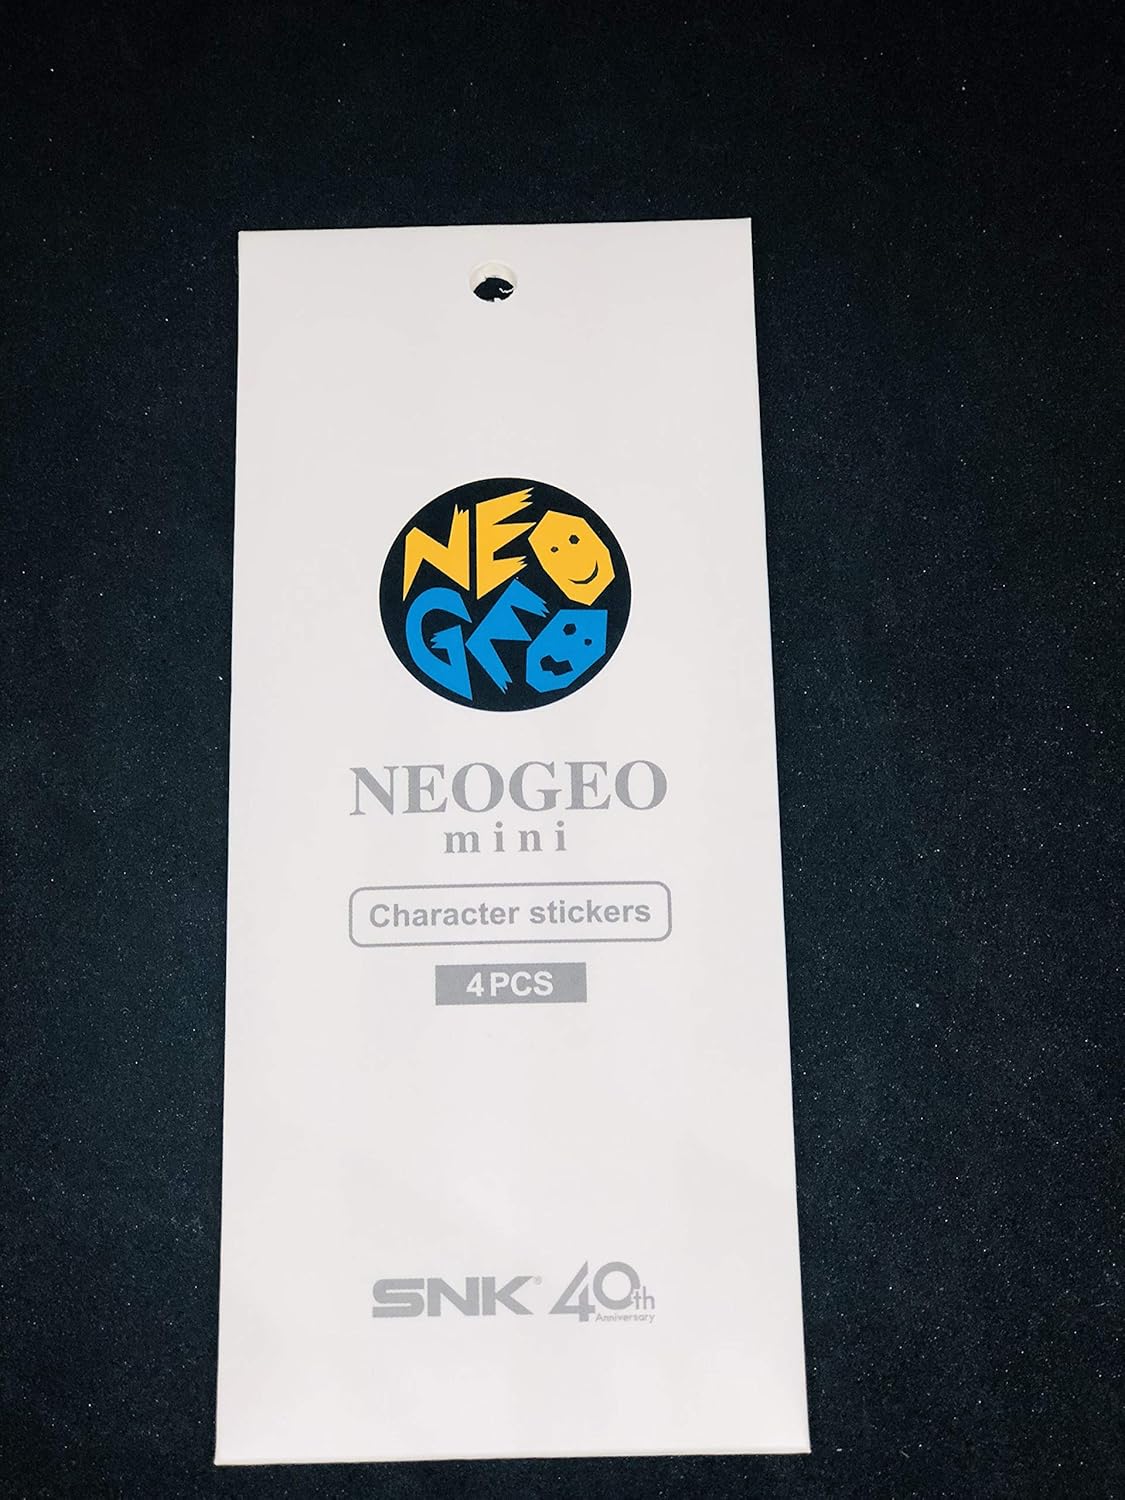 NEO
GEO
NEOGEO
mini
Character stickers
4PCS
SNK® 40th
Anniversary